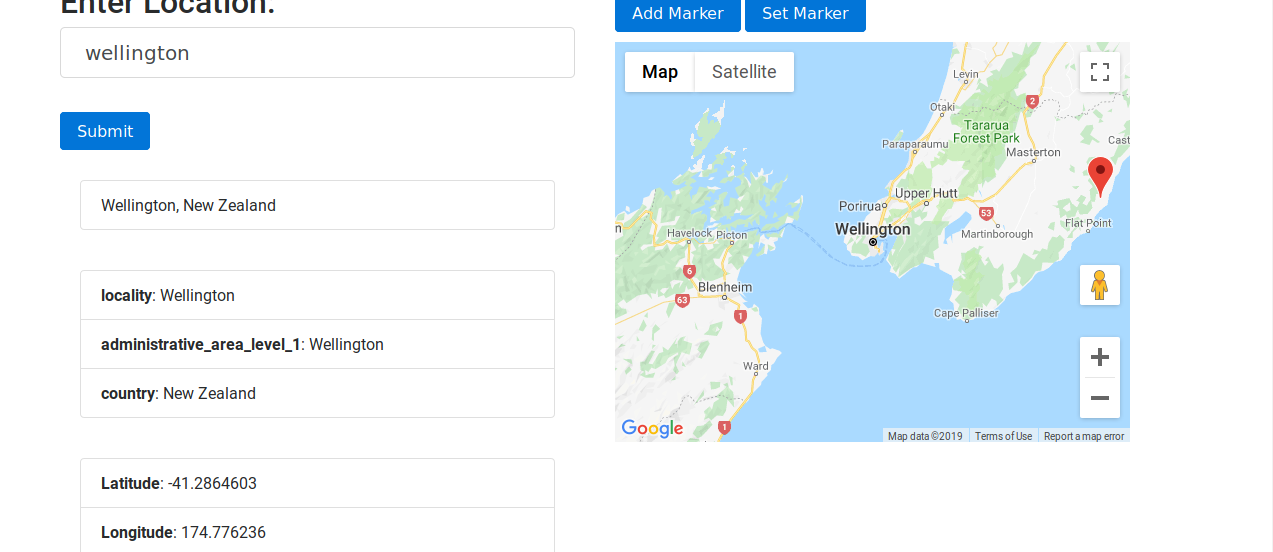 Enter Location:
wellington
Submit
Wellington, New Zealand
locality: Wellington
administrative_area_level_1: Wellington
country: New Zealand
Latitude: -41.2864603
Longitude: 174.776236
Add Marker Set Marker
Map Satellite
Levin
2
Otaki
Tararua
Forest Park
Cast
Paraparaumu
Masterton
Upper Hutt
Porirua
53
Flat Point
Wellington
Martinborough
n
Havelock Picton
6
Blenheim
63
1
Cape Palliser
Ward
1
Google
Map data ©2019 Terms of Use Report a map error